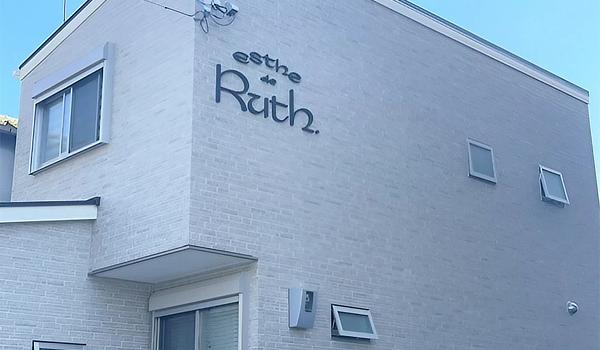 esthe
de
Ruth.